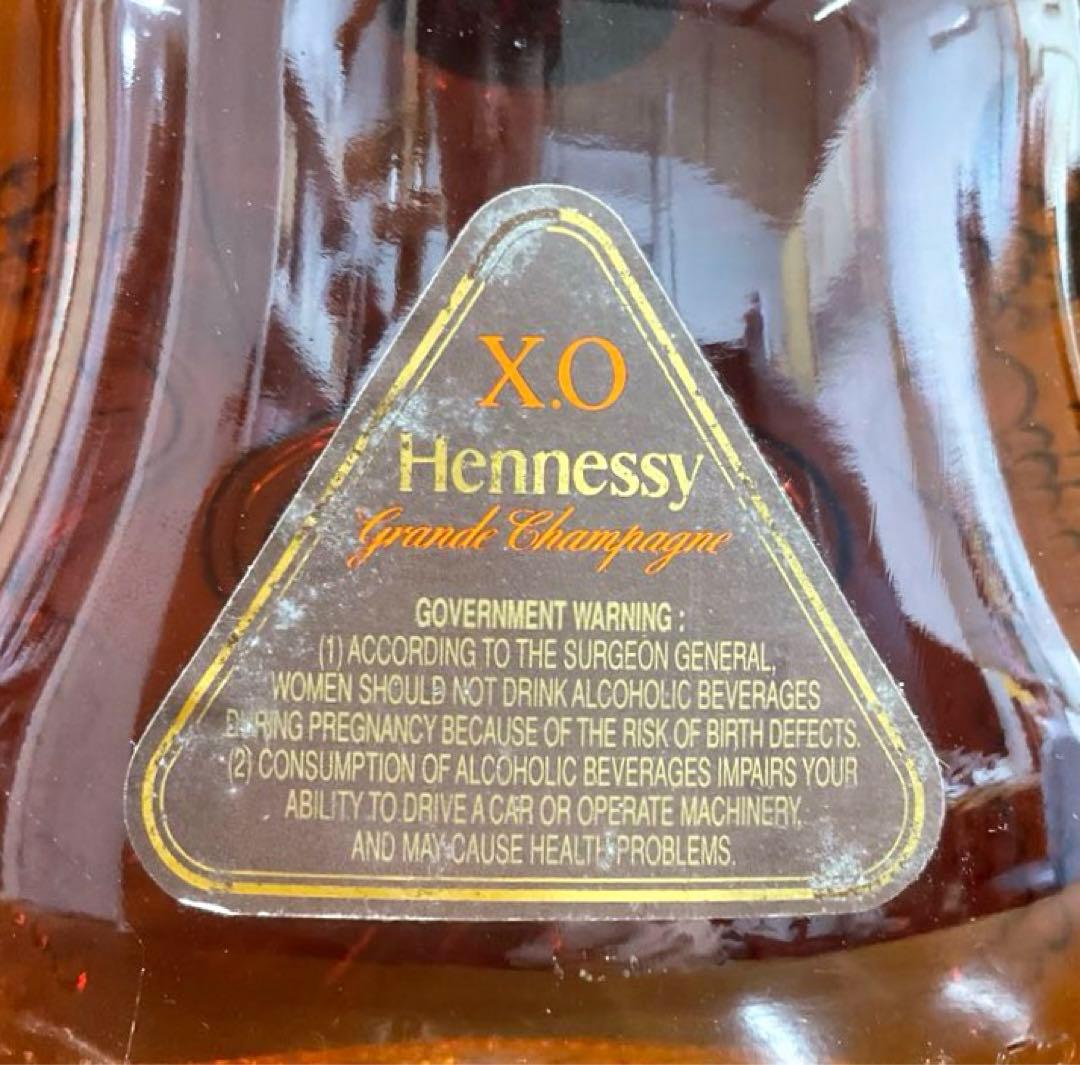 X.O
Hennessy
Grande Champagne
GOVERNMENT WARNING :
(1) ACCORDING TO THE SURGEON GENERAL,
WOMEN SHOULD NOT DRINK ALCOHOLIC BEVERAGES
DURING PREGNANCY BECAUSE OF THE RISK OF BIRTH DEFECTS.
(2) CONSUMPTION OF ALCOHOLIC BEVERAGES IMPAIRS YOUR
ABILITY TO DRIVE A CAR OR OPERATE MACHINERY,
AND MAY CAUSE HEALTH PROBLEMS.